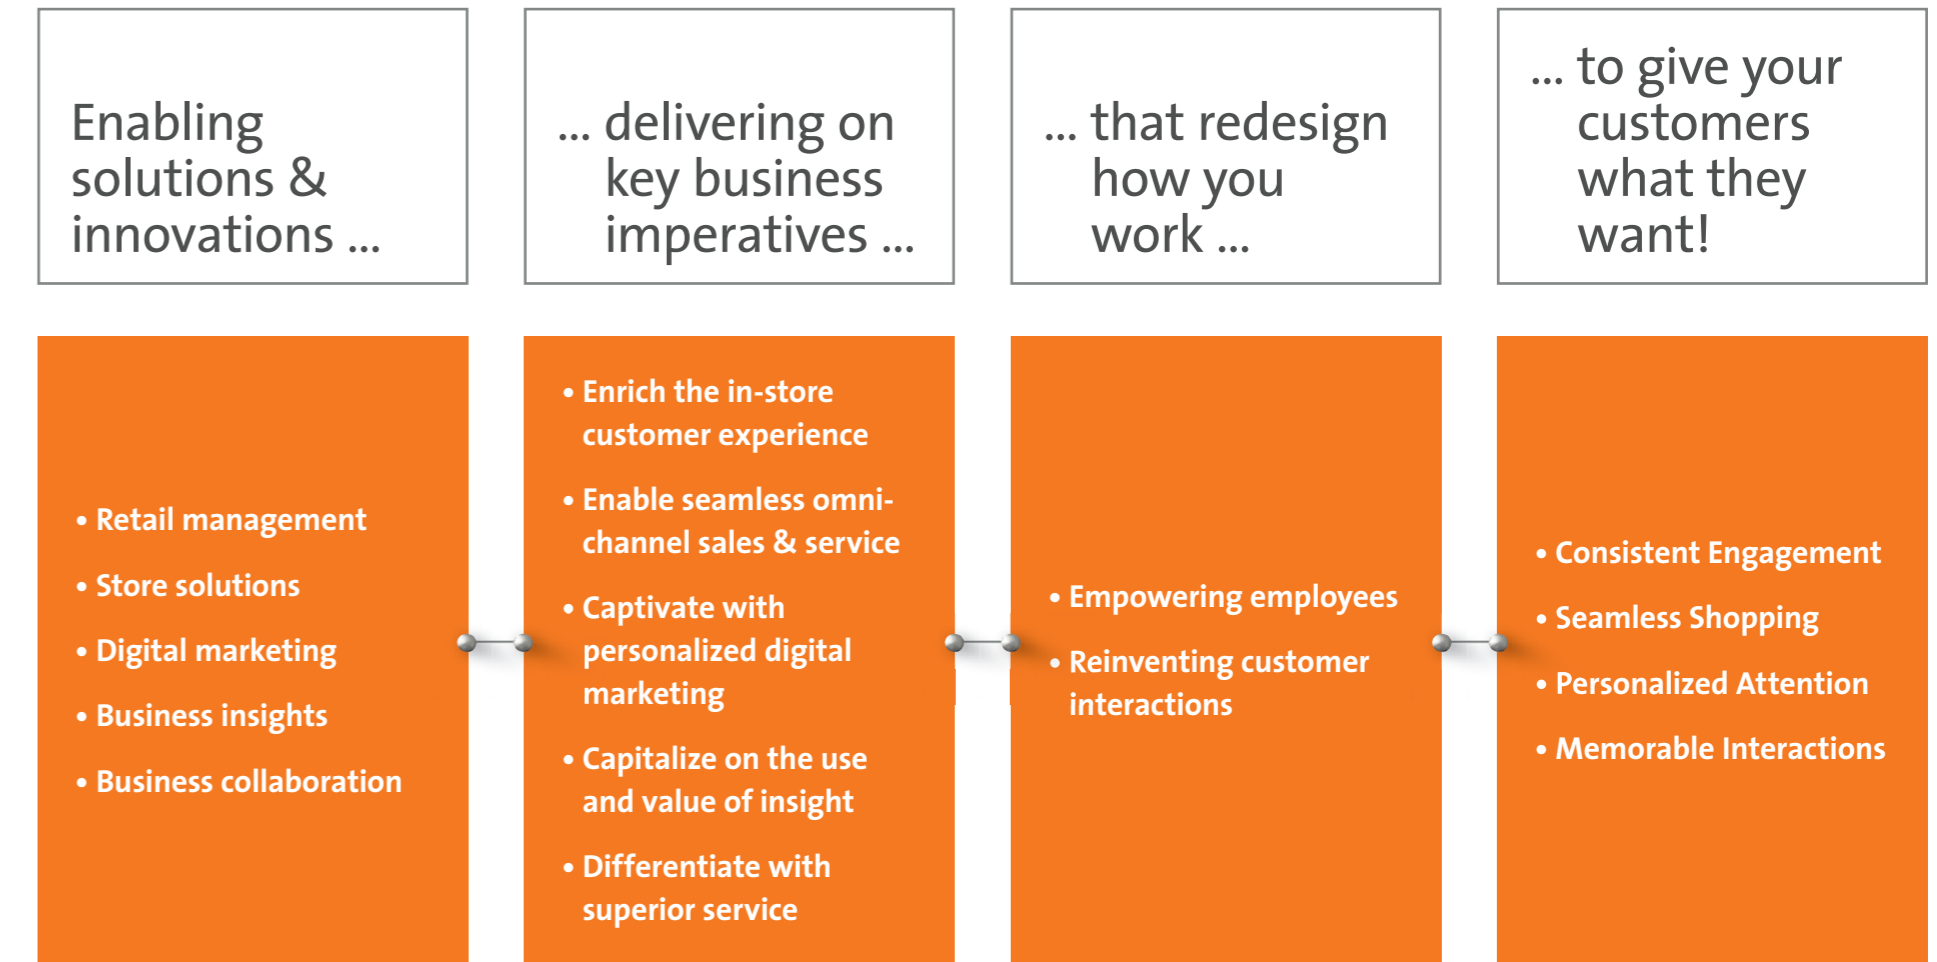 Enabling
solutions &
innovations ...
... delivering on
key business
imperatives ...
... that redesign
how you
work ...
... to give your
customers
what they
want!
• Retail management
• Store solutions
• Digital marketing
• Business insights
• Business collaboration
• Enrich the in-store
customer experience
• Enable seamless omni-
channel sales & service
• Captivate with
personalized digital
marketing
• Capitalize on the use
and value of insight
• Differentiate with
superior service
• Empowering employees
• Reinventing customer
interactions
• Consistent Engagement
• Seamless Shopping
• Personalized Attention
• Memorable Interactions